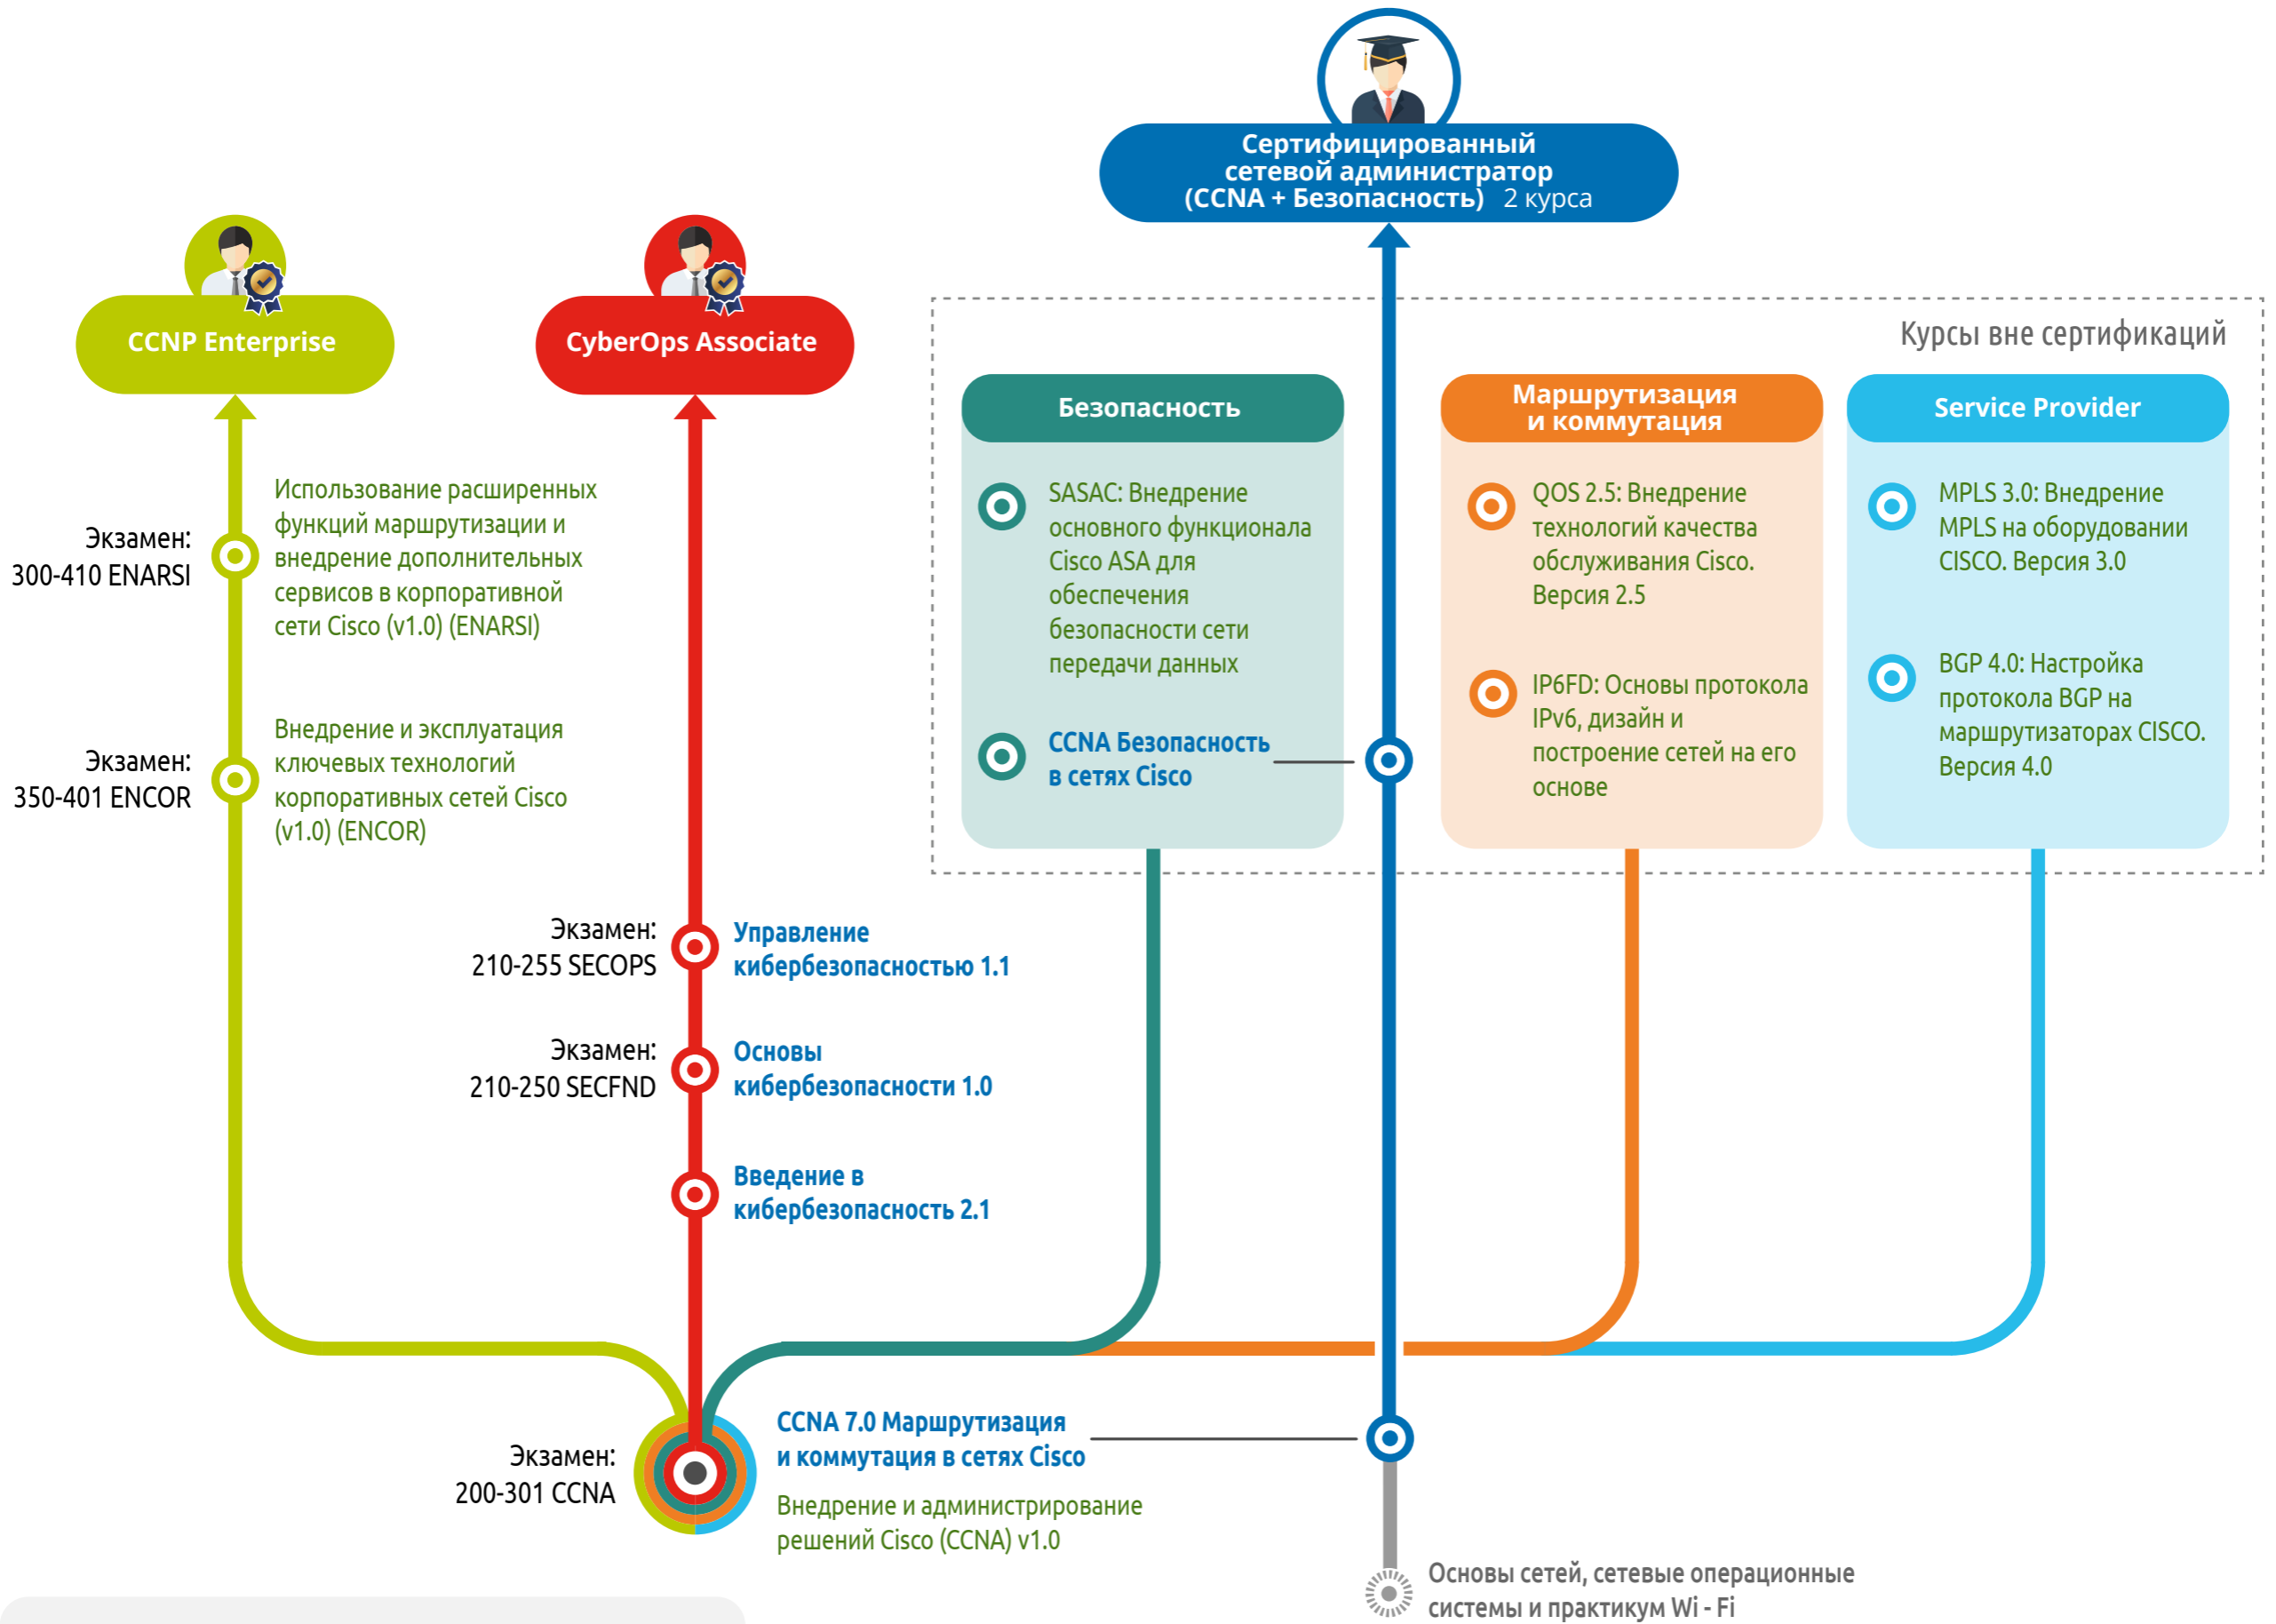 Сертифицированный
сетевой администратор
(CCNA + Безопасность) 2 курса
CCNP Enterprise
CyberOps Associate
Курсы вне сертификаций
Безопасность
Маршрутизация
и коммутация
Service Provider
Экзамен:
300-410 ENARSI
Использование расширенных
функций маршрутизации и
внедрение дополнительных
сервисов в корпоративной
сети Cisco (v1.0) (ENARSI)
Экзамен:
350-401 ENCOR
Внедрение и эксплуатация
ключевых технологий
корпоративных сетей Cisco
(v1.0) (ENCOR)
SASAC: Внедрение
основного функционала
Cisco ASA для
обеспечения
безопасности сети
передачи данных
CCNA Безопасность
в сетях Cisco
QOS 2.5: Внедрение
технологий качества
обслуживания Cisco.
Версия 2.5
IP6FD: Основы протокола
IPv6, дизайн и
построение сетей на его
основе
MPLS 3.0: Внедрение
MPLS на оборудовании
CISCO. Версия 3.0
BGP 4.0: Настройка
протокола BGP на
маршрутизаторах CISCO.
Версия 4.0
Экзамен:
210-255 SECOPS
Управление
кибербезопасностью 1.1
Экзамен:
210-250 SECFND
Основы
кибербезопасности 1.0
Введение в
кибербезопасность 2.1
Экзамен:
200-301 CCNA
CCNA 7.0 Маршрутизация
и коммутация в сетях Cisco
Внедрение и администрирование
решений Cisco (CCNA) v1.0
Основы сетей, сетевые операционные
системы и практикум Wi - Fi